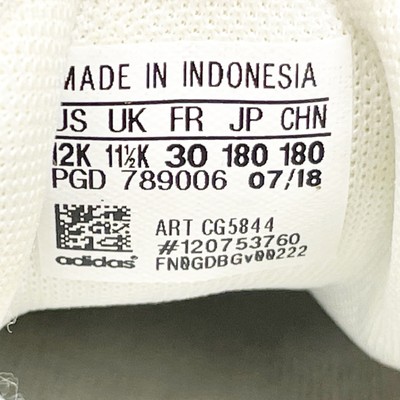 MADE IN INDONESIA
US UK FR JP CHN
12K 11½K 30 180 180
PGD 789006 07/18
ART CG5844
#120753760
FN0GDBGv00222
adidas